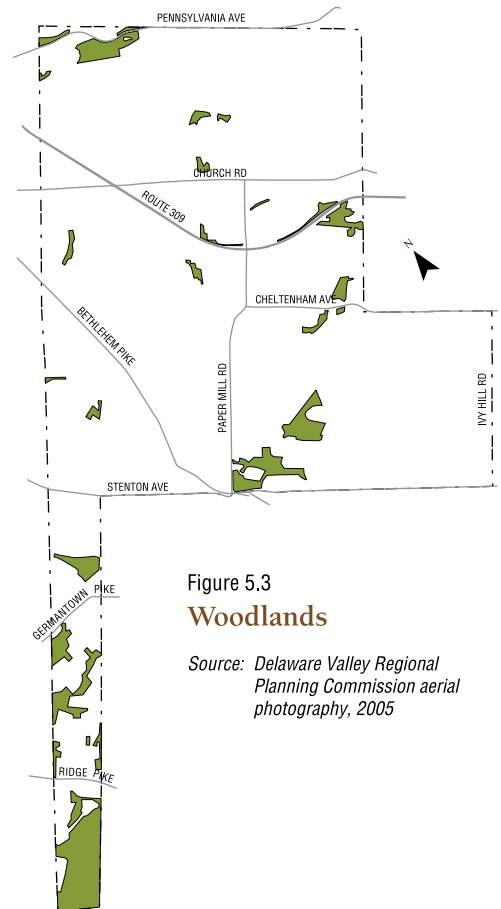 PENNSYLVANIA AVE
CHURCH RD
ROUTE 309
N
CHELTENHAM AVE
BETHLEHEM PIKE
PAPER MILL RD
IVY HILL RD
STENTON AVE
GERMANTOWN PIKE
RIDGE PIKE
Figure 5.3
Woodlands
Source: Delaware Valley Regional
Planning Commission aerial
photography, 2005